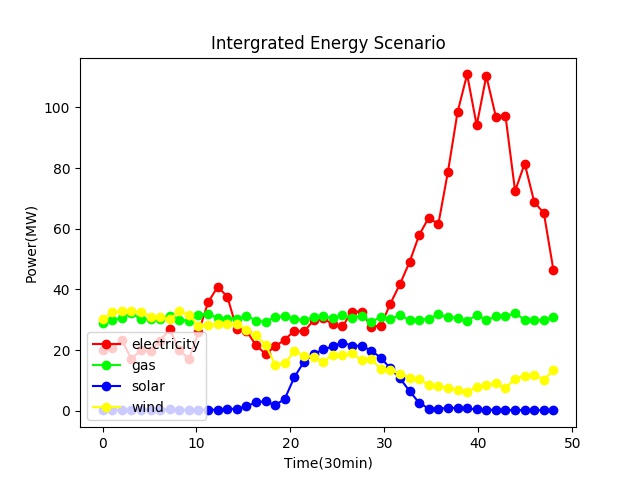 Intergrated Energy Scenario
Power(MW)
100
80
60
40
20
0
electricity
gas
solar
wind
0 10 20 30 40 50
Time(30min)